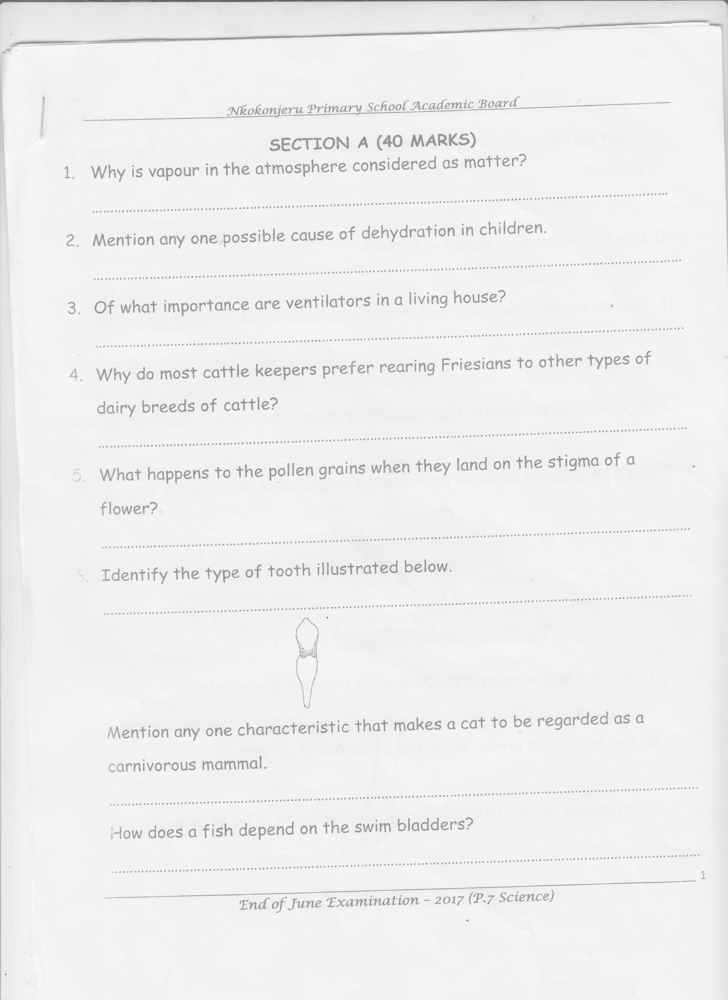 Nkokonjeru Primary School Academic Board
SECTION A (40 MARKS)
1. Why is vapour in the atmosphere considered as matter?
2. Mention any one possible cause of dehydration in children.
3. Of what importance are ventilators in a living house?
4. Why do most cattle keepers prefer rearing Friesians to other types of
dairy breeds of cattle?
5. What happens to the pollen grains when they land on the stigma of a
flower?
Identify the type of tooth illustrated below.
Mention any one characteristic that makes a cat to be regarded as a
carnivorous mammal.
How does a fish depend on the swim bladders?
1
End of June Examination – 2017 (P.7 Science)